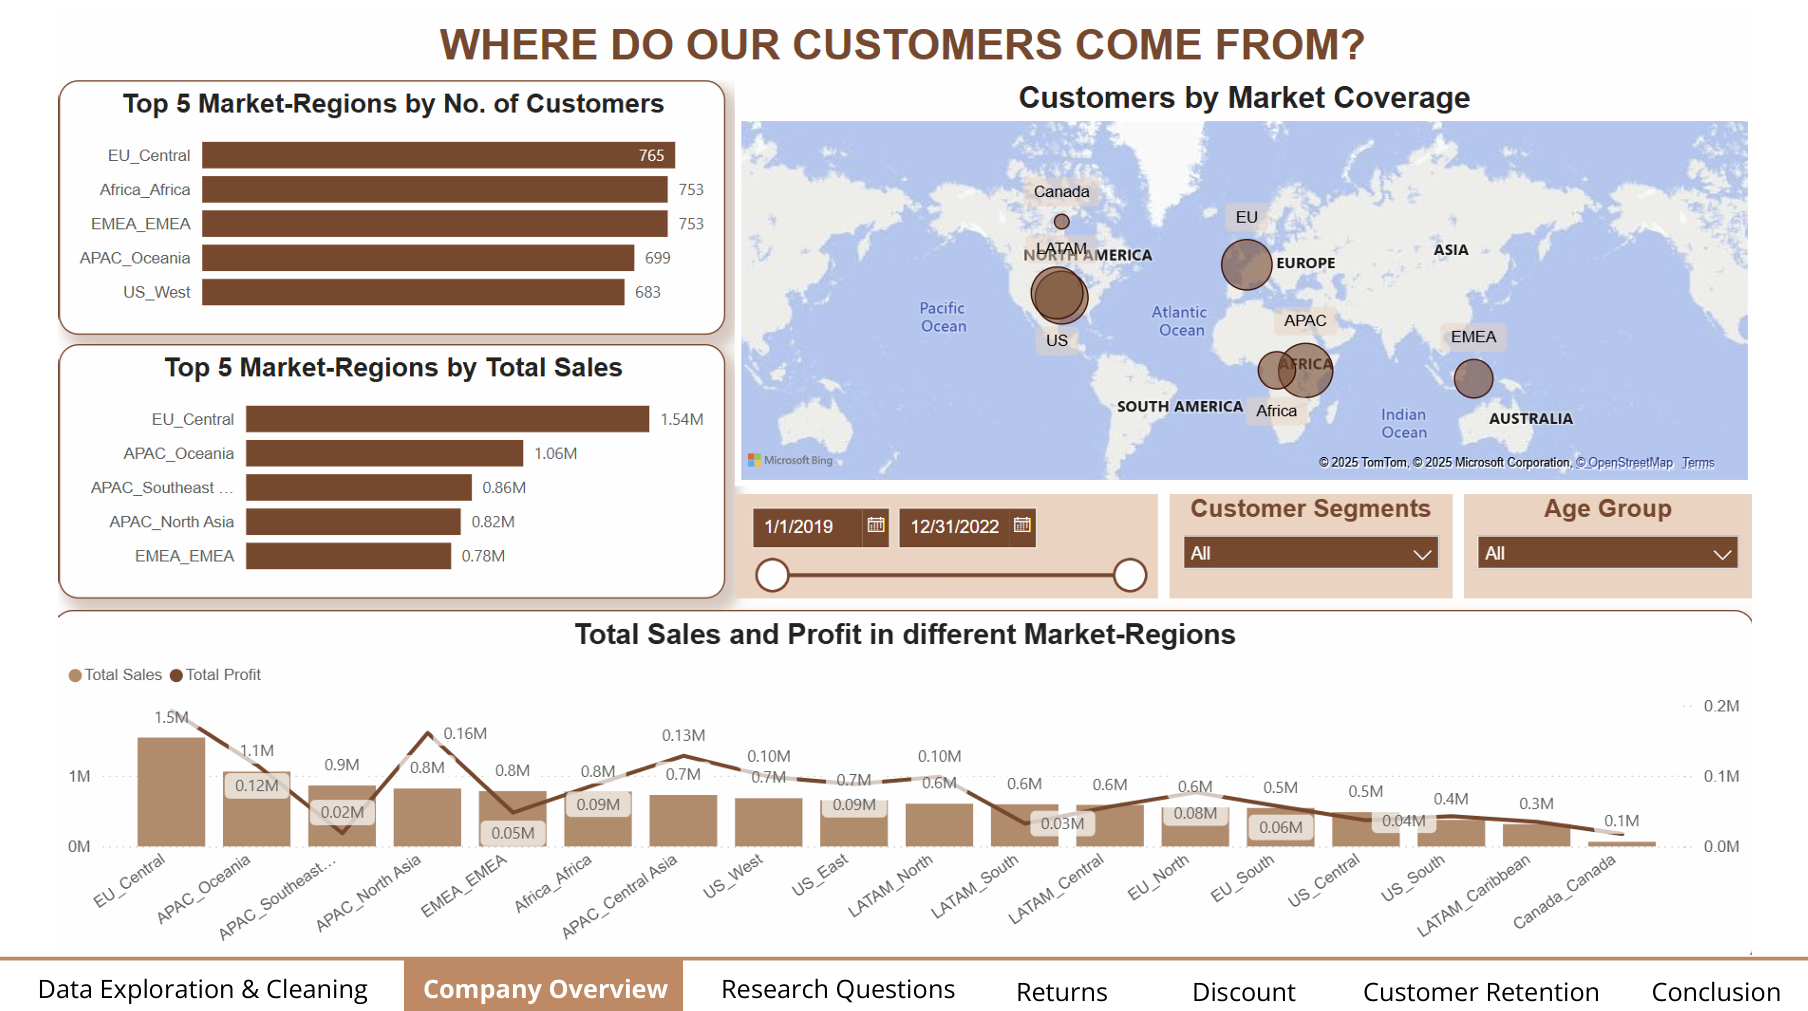 WHERE DO OUR CUSTOMERS COME FROM?
Top 5 Market-Regions by No. of Customers
EU_Central 765
Africa_Africa 753
EMEA_EMEA 753
APAC_Oceania 699
US_West 683
Top 5 Market-Regions by Total Sales
EU_Central 1.54M
APAC_Oceania 1.06M
APAC_Southeast ... 0.86M
APAC_North Asia 0.82M
EMEA_EMEA 0.78M
Customers by Market Coverage
Canada
EU
LATAM
NORTH AMERICA
ASIA
EUROPE
Pacific
Ocean
Atlantic
Ocean
APAC
US
EMEA
AFRICA
SOUTH AMERICA
Africa
Indian
Ocean
AUSTRALIA
Microsoft Bing
© 2025 TomTom, © 2025 Microsoft Corporation, © OpenStreetMap Terms
1/1/2019 12/31/2022
Customer Segments
All
Age Group
All
Total Sales and Profit in different Market-Regions
Total Sales Total Profit
1.5M 1.1M 0.9M 0.8M 0.8M 0.8M 0.7M 0.7M 0.7M 0.6M 0.6M 0.6M 0.6M 0.5M 0.5M 0.4M 0.3M 0.1M
0.12M 0.02M 0.16M 0.05M 0.09M 0.13M 0.10M 0.09M 0.10M 0.03M 0.08M 0.06M 0.04M
1M
0M
0.2M
0.1M
0.0M
EU_Central
APAC_Oceania
APAC_Southeast...
APAC_North Asia
EMEA_EMEA
Africa_Africa
APAC_Central Asia
US_West
US_East
LATAM_North
LATAM_South
LATAM_Central
EU_North
EU_South
US_Central
US_South
LATAM_Caribbean
Canada_Canada
Data Exploration & Cleaning
Company Overview
Research Questions
Returns
Discount
Customer Retention
Conclusion